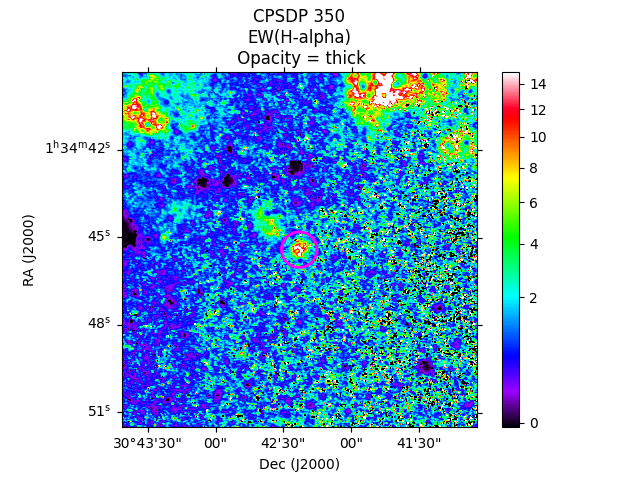 CPSDP 350
EW(H-alpha)
Opacity = thick
14
12
10
8
6
4
2
0
1ʰ34ᵐ42ˢ
45ˢ
48ˢ
51ˢ
RA (J2000)
30°43'30" 00" 42'30" 00" 41'30"
Dec (J2000)